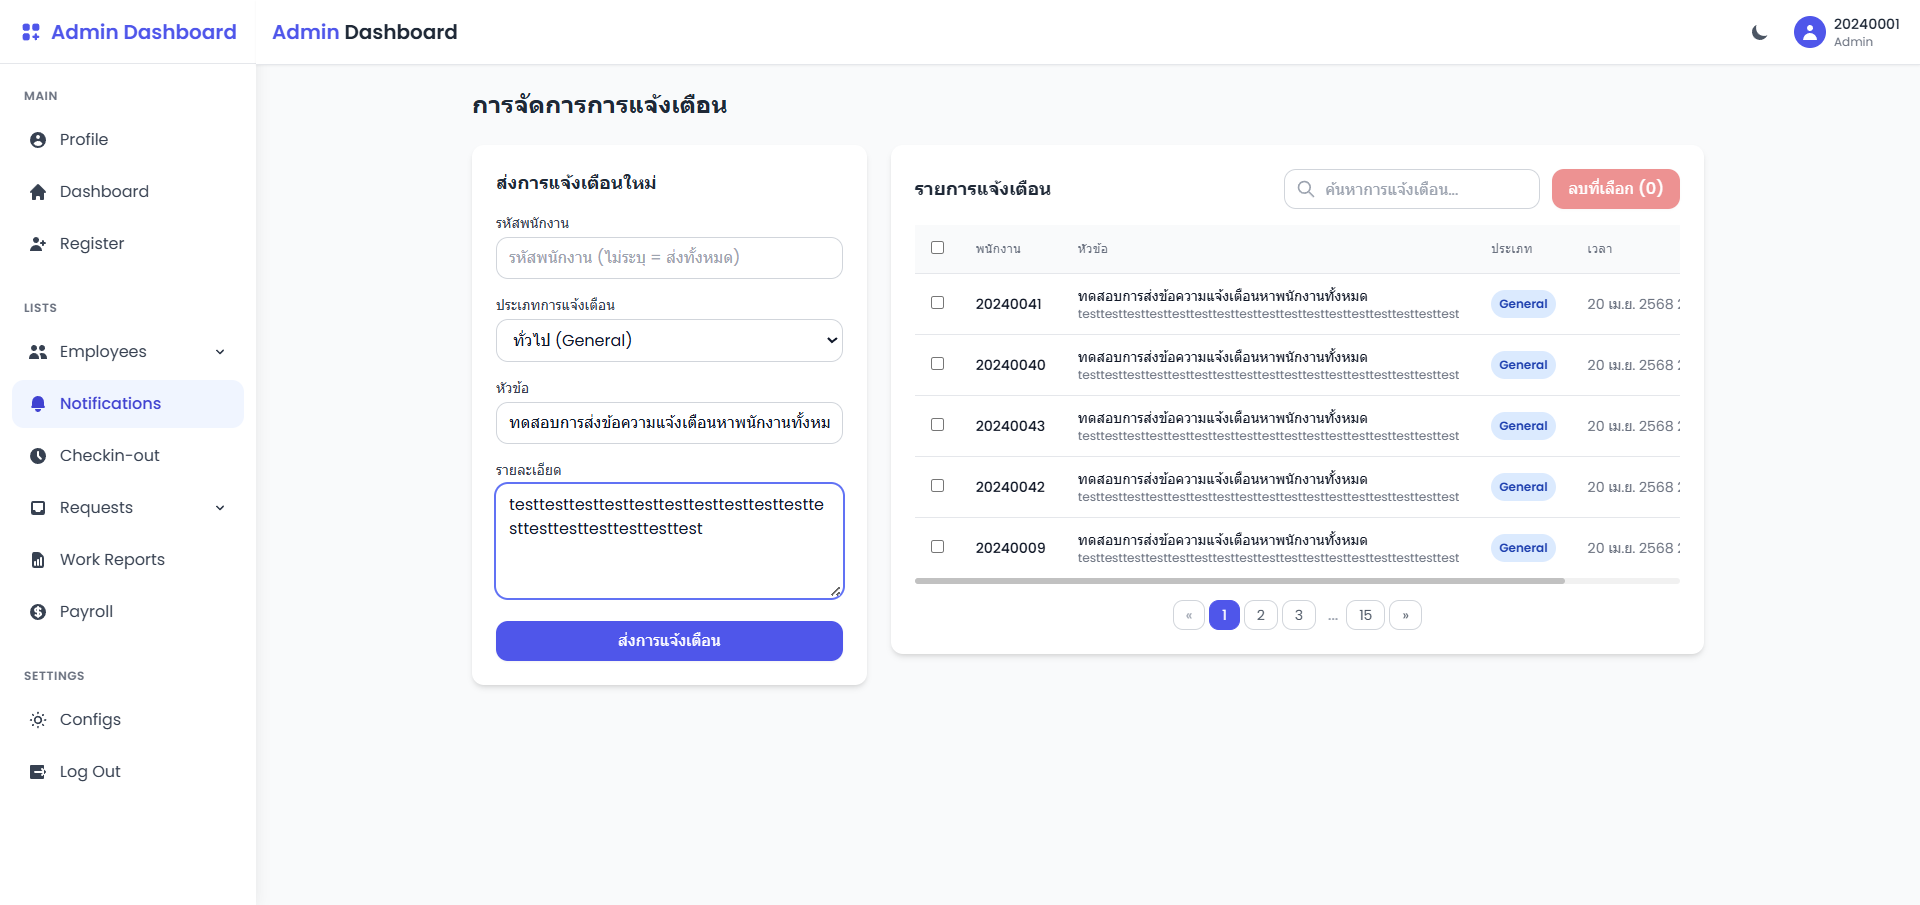 Admin Dashboard
Admin Dashboard
20240001
Admin
MAIN
Profile
Dashboard
Register
LISTS
Employees
Notifications
Checkin-out
Requests
Work Reports
Payroll
SETTINGS
Configs
Log Out
การจัดการการแจ้งเตือน
ส่งการแจ้งเตือนใหม่
รหัสพนักงาน
รหัสพนักงาน (ไม่ระบุ = ส่งทั้งหมด)
ประเภทการแจ้งเตือน
ทั่วไป (General)
หัวข้อ
ทดสอบการส่งข้อความแจ้งเตือนหาพนักงานทั้งหม
รายละเอียด
testtesttesttesttesttesttesttesttesttesttte
sttesttesttesttesttesttest
ส่งการแจ้งเตือน
รายการแจ้งเตือน
ค้นหาการแจ้งเตือน...
ลบที่เลือก (0)
พนักงาน หัวข้อ ประเภท เวลา
20240041 ทดสอบการส่งข้อความแจ้งเตือนหาพนักงานทั้งหมด General 20 เม.ย. 2568
testtesttesttesttesttesttesttesttesttesttesttesttesttesttesttest
20240040 ทดสอบการส่งข้อความแจ้งเตือนหาพนักงานทั้งหมด General 20 เม.ย. 2568
testtesttesttesttesttesttesttesttesttesttesttesttesttesttesttest
20240043 ทดสอบการส่งข้อความแจ้งเตือนหาพนักงานทั้งหมด General 20 เม.ย. 2568
testtesttesttesttesttesttesttesttesttesttesttesttesttesttesttest
20240042 ทดสอบการส่งข้อความแจ้งเตือนหาพนักงานทั้งหมด General 20 เม.ย. 2568
testtesttesttesttesttesttesttesttesttesttesttesttesttesttesttest
20240009 ทดสอบการส่งข้อความแจ้งเตือนหาพนักงานทั้งหมด General 20 เม.ย. 2568
testtesttesttesttesttesttesttesttesttesttesttesttesttesttesttest
« 1 2 3 ... 15 »